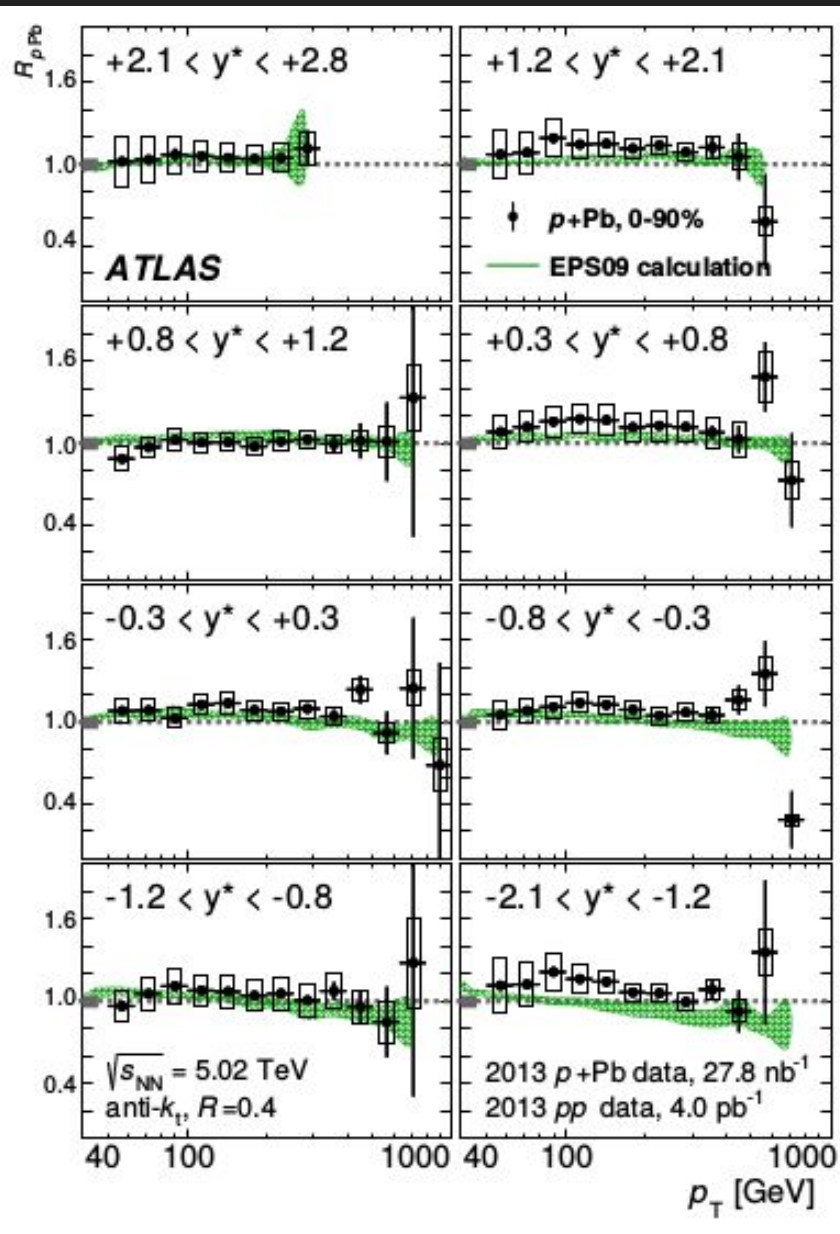 R pPb
+2.1 < y* < +2.8
+1.2 < y* < +2.1
1.6
1.0
0.4
p+Pb, 0-90%
EPS09 calculation
ATLAS
+0.8 < y* < +1.2
+0.3 < y* < +0.8
1.6
1.0
0.4
-0.3 < y* < +0.3
-0.8 < y* < -0.3
1.6
1.0
0.4
-1.2 < y* < -0.8
-2.1 < y* < -1.2
1.6
1.0
0.4
√sNN = 5.02 TeV
anti-kt, R=0.4
2013 p+Pb data, 27.8 nb-1
2013 pp data, 4.0 pb-1
40 100 1000
40 100 1000
pT [GeV]